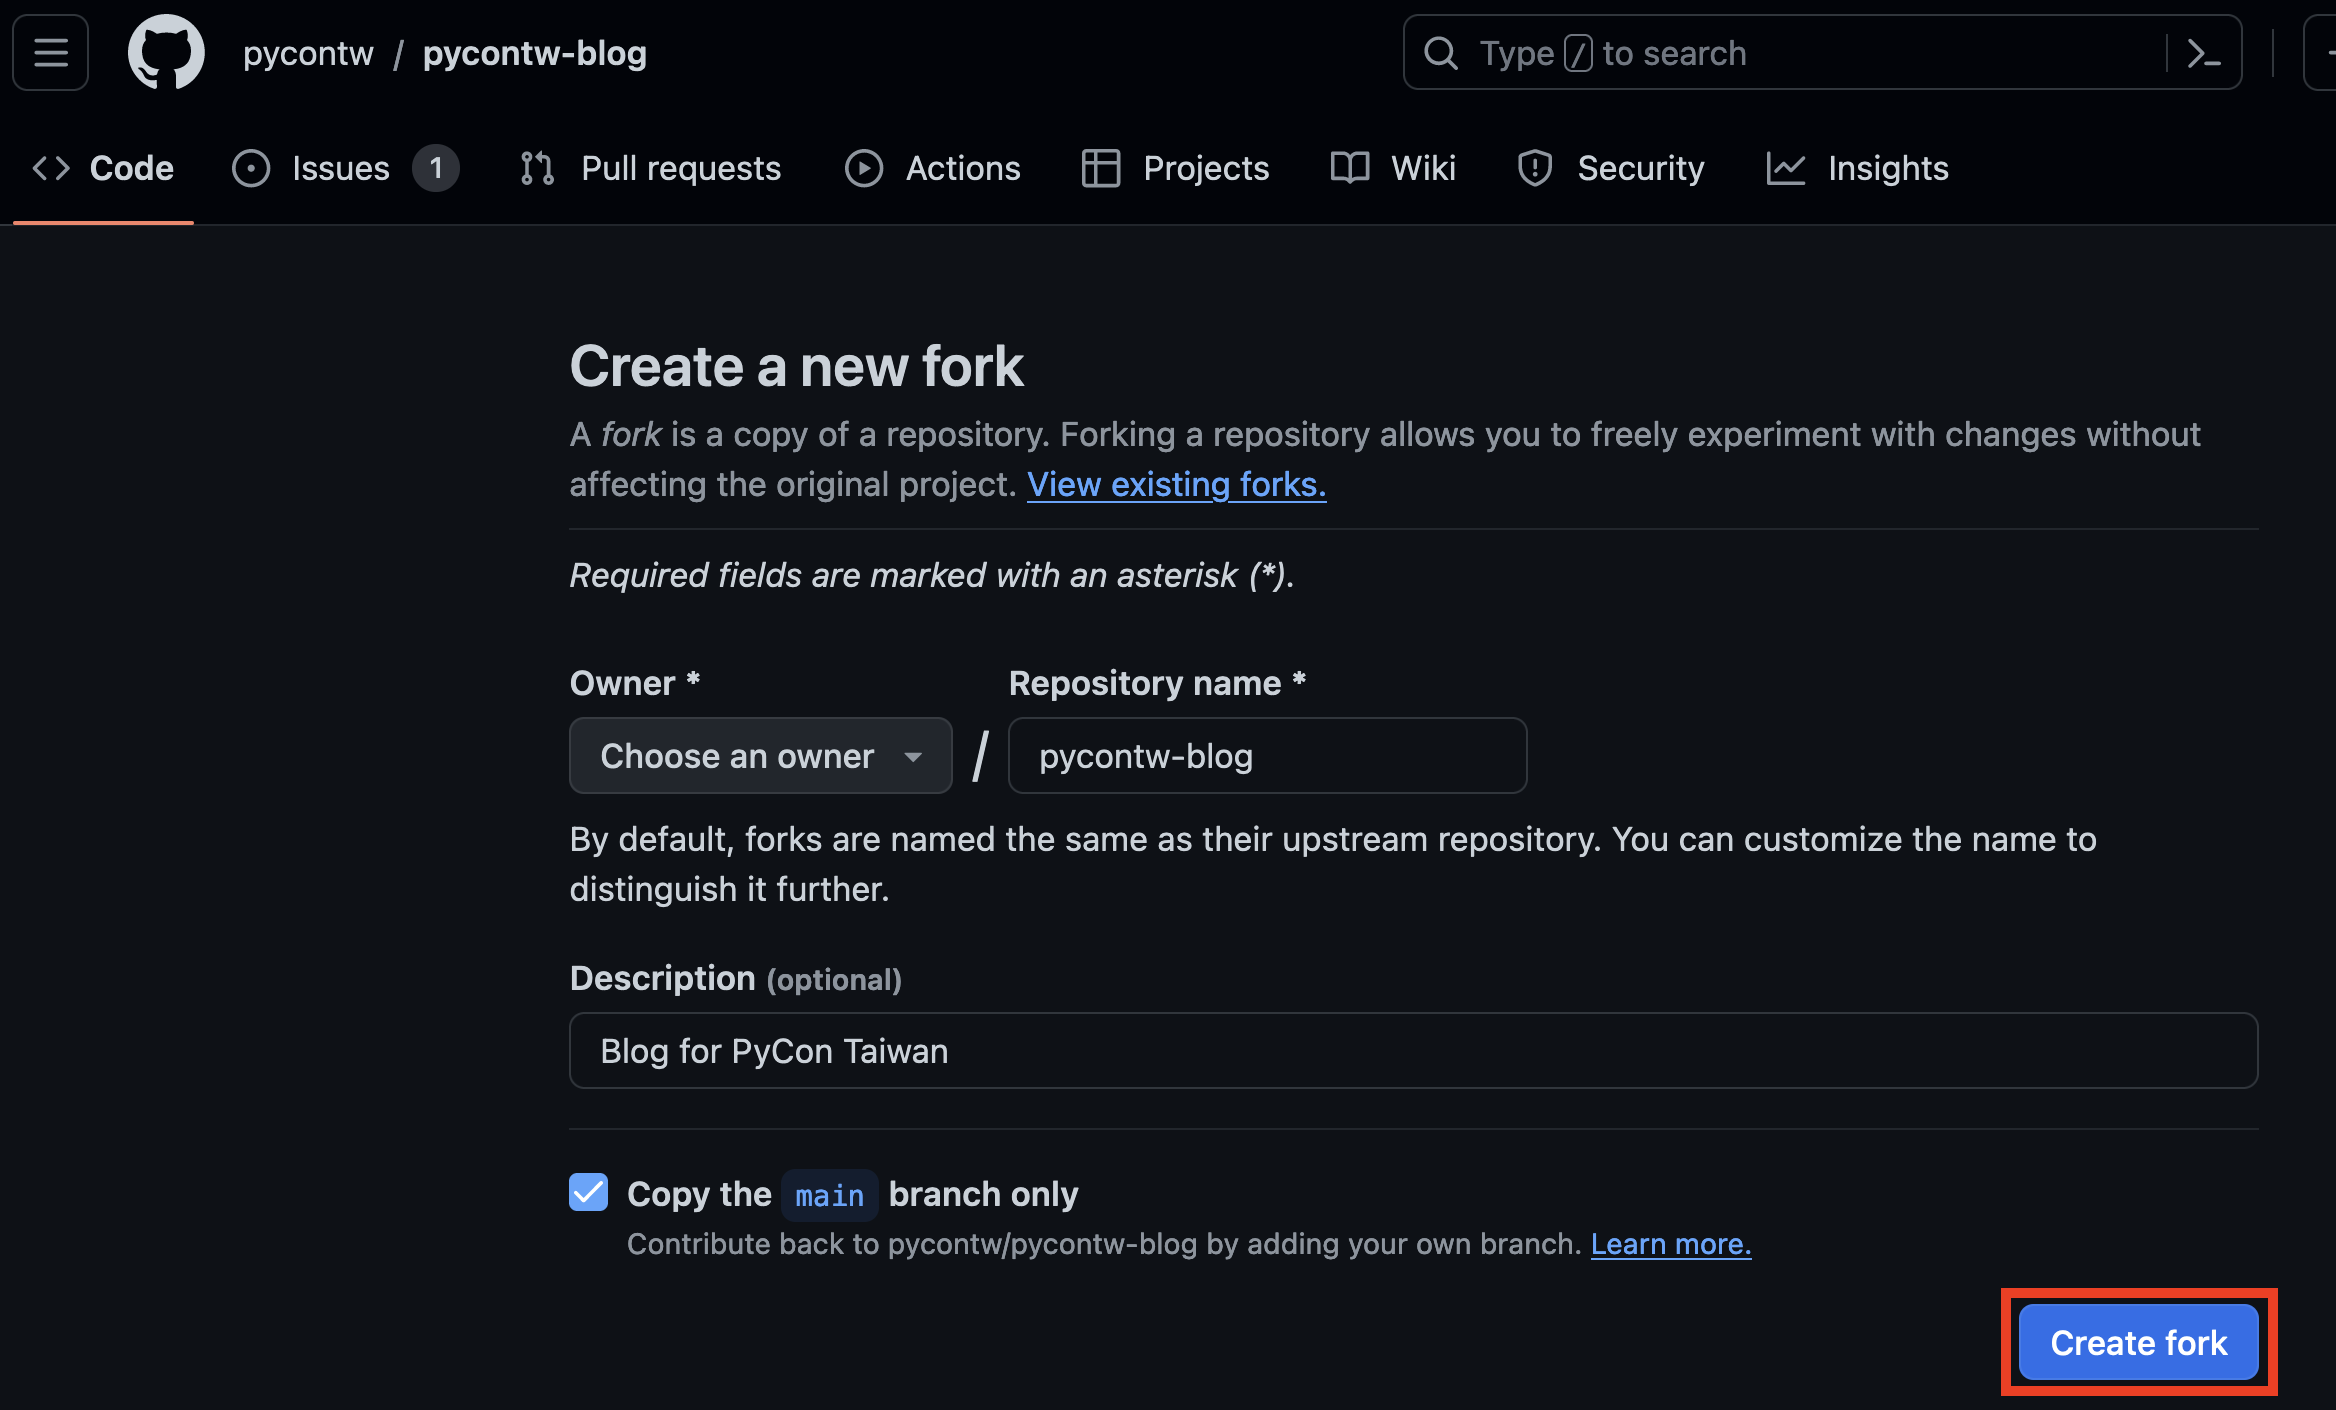 pycontw / pycontw-blog
Type / to search
Code
Issues 1
Pull requests
Actions
Projects
Wiki
Security
Insights
Create a new fork
A fork is a copy of a repository. Forking a repository allows you to freely experiment with changes without
affecting the original project. View existing forks.
Required fields are marked with an asterisk (*).
Owner *
Repository name *
Choose an owner / pycontw-blog
By default, forks are named the same as their upstream repository. You can customize the name to
distinguish it further.
Description (optional)
Blog for PyCon Taiwan
Copy the main branch only
Contribute back to pycontw/pycontw-blog by adding your own branch. Learn more.
Create fork